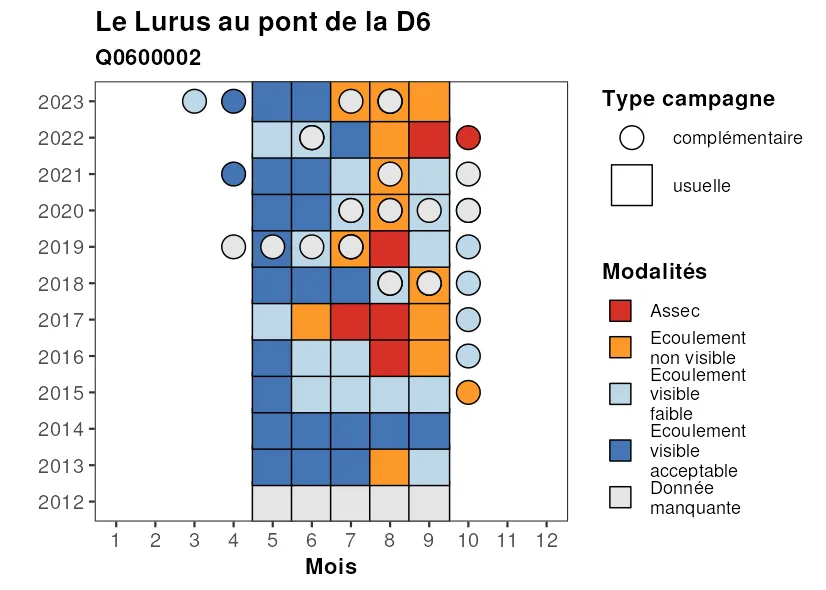 Le Lurus au pont de la D6
Q0600002
2023
2022
2021
2020
2019
2018
2017
2016
2015
2014
2013
2012
1 2 3 4 5 6 7 8 9 10 11 12
Mois
Type campagne
complémentaire
usuelle
Modalités
Assec
Ecoulement
non visible
Ecoulement
visible
faible
Ecoulement
visible
acceptable
Donnée
manquante